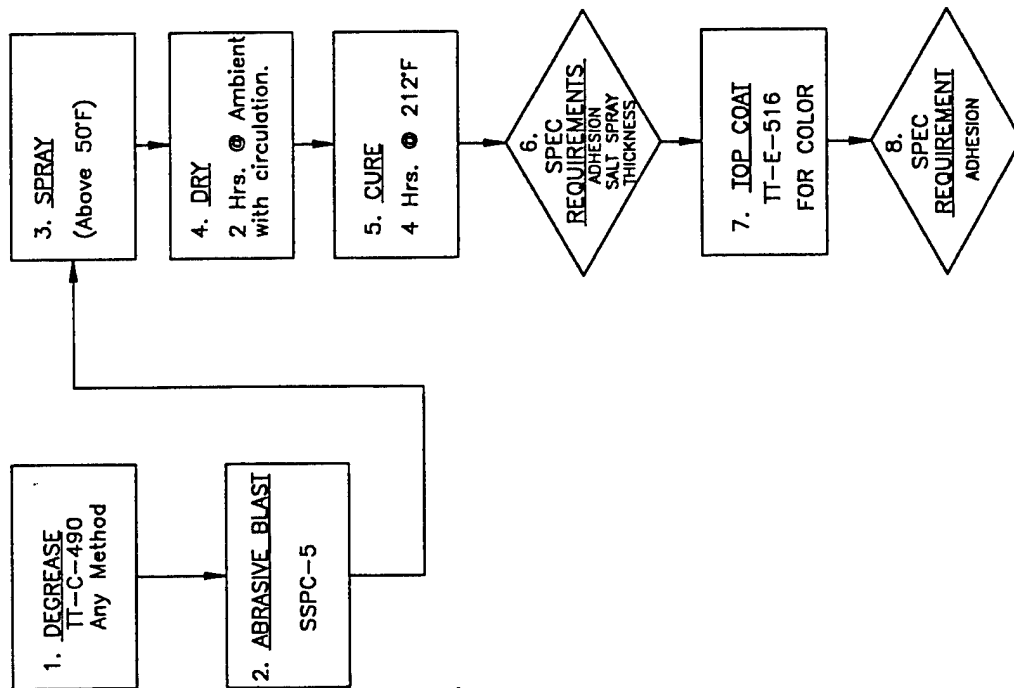 1. DEGREASE
TT-C-490
Any Method
2. ABRASIVE BLAST
SSPC-5
3. SPRAY
(Above 50°F)
4. DRY
2 Hrs. @ Ambient
with circulation.
5. CURE
4 Hrs. @ 212°F
6.
SPEC
REQUIREMENTS
ADHESION
SALT SPRAY
THICKNESS
7. TOP COAT
TT-E-516
FOR COLOR
8.
SPEC
REQUIREMENT
ADHESION